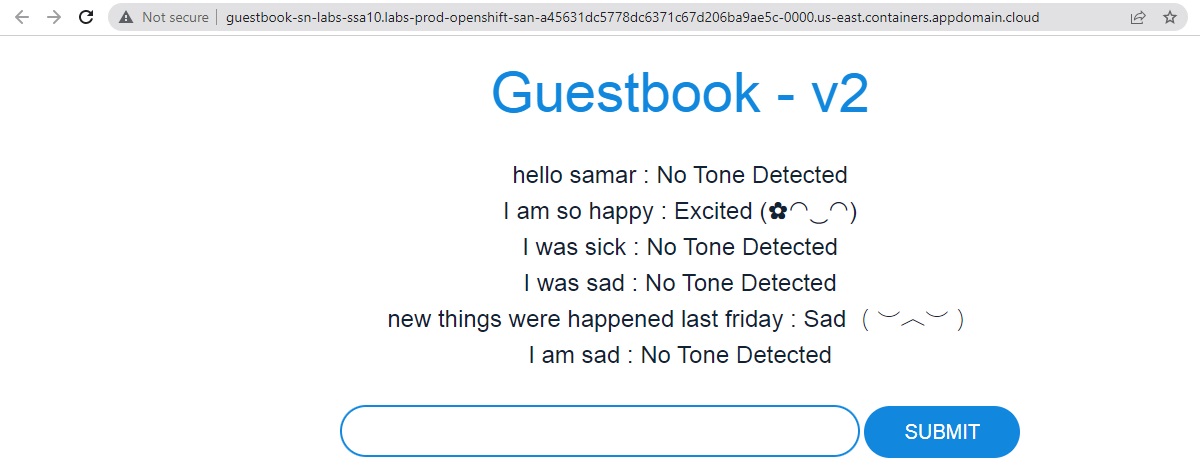 Not secure guestbook-sn-labs-ssa10.labs-prod-openshift-san-a45631dc5778dc6371c67d206ba9ae5c-0000.us-east.containers.appdomain.cloud
Guestbook - v2
hello samar : No Tone Detected
I am so happy : Excited (✿◠‿◠)
I was sick : No Tone Detected
I was sad : No Tone Detected
new things were happened last friday : Sad （ ︶︿︶）
I am sad : No Tone Detected
SUBMIT